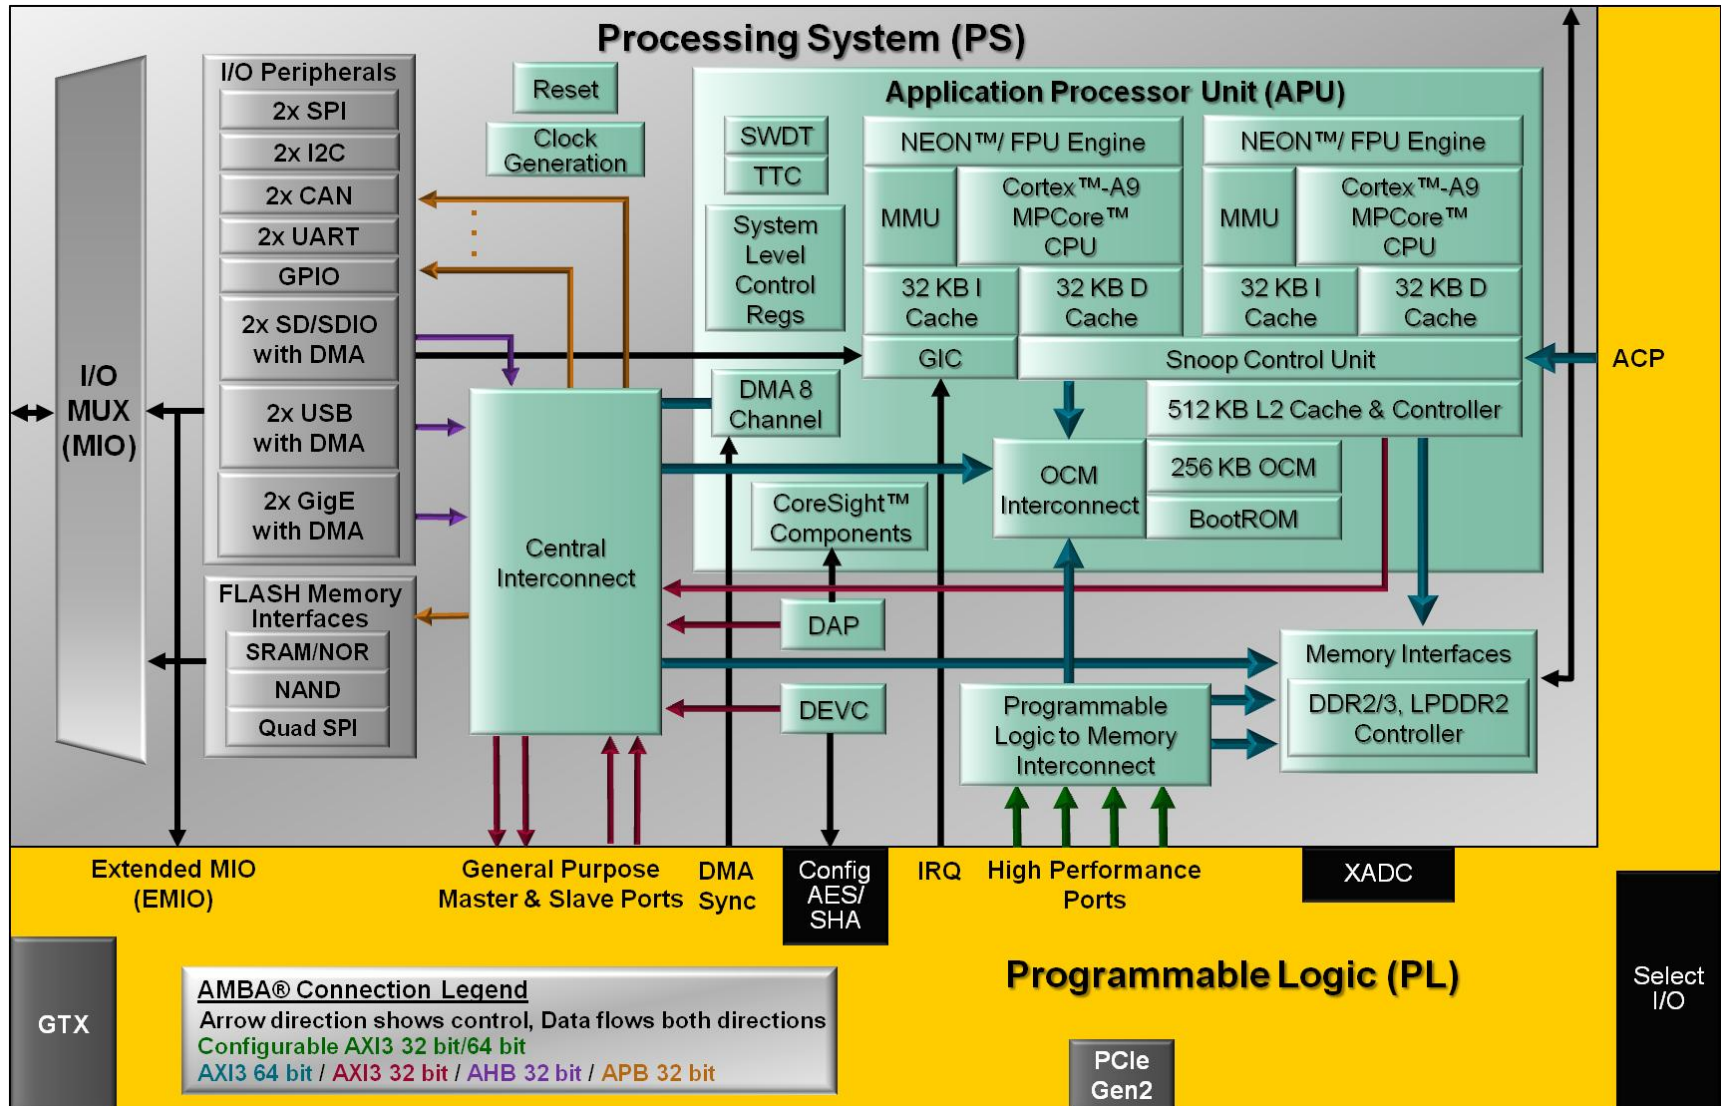 Processing System (PS)
I/O Peripherals
2x SPI
2x I2C
2x CAN
2x UART
GPIO
2x SD/SDIO
with DMA
2x USB
with DMA
2x GigE
with DMA
I/O
MUX
(MIO)
FLASH Memory
Interfaces
SRAM/NOR
NAND
Quad SPI
Reset
Clock
Generation
Central
Interconnect
Application Processor Unit (APU)
SWDT
TTC
System
Level
Control
Regs
NEON™/ FPU Engine
MMU
Cortex™-A9
MPCore™
CPU
32 KB I
Cache
32 KB D
Cache
NEON™/ FPU Engine
MMU
Cortex™-A9
MPCore™
CPU
32 KB I
Cache
32 KB D
Cache
GIC
Snoop Control Unit
DMA 8
Channel
512 KB L2 Cache & Controller
OCM
Interconnect
256 KB OCM
BootROM
CoreSight™
Components
DAP
DEVC
Programmable
Logic to Memory
Interconnect
Memory Interfaces
DDR2/3, LPDDR2
Controller
ACP
Extended MIO
(EMIO)
General Purpose
Master & Slave Ports
DMA
Sync
Config
AES/
SHA
IRQ
High Performance
Ports
XADC
Programmable Logic (PL)
GTX
AMBA® Connection Legend
Arrow direction shows control, Data flows both directions
Configurable AXI3 32 bit/64 bit
AXI3 64 bit / AXI3 32 bit / AHB 32 bit / APB 32 bit
PCIe
Gen2
Select
I/O